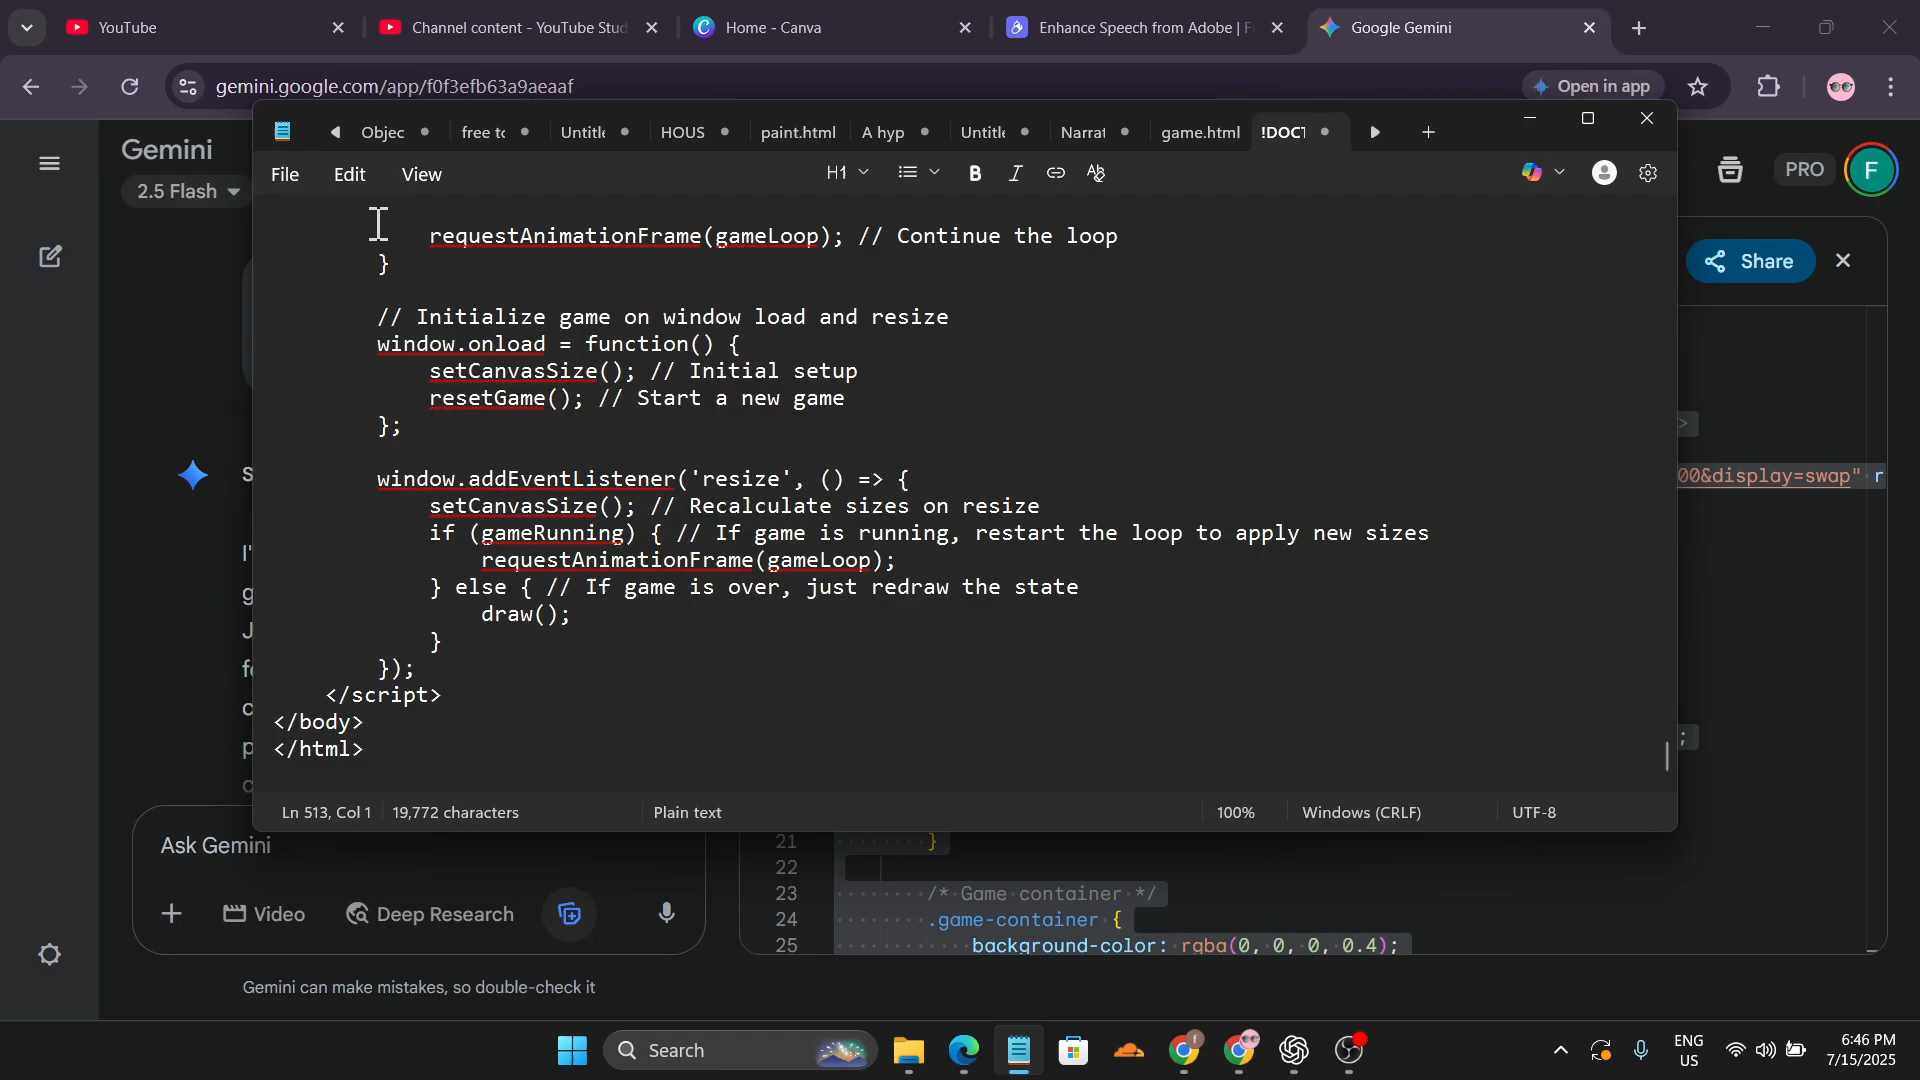 YouTube
Channel content - YouTube Stud
Home - Canva
Enhance Speech from Adobe | F
Google Gemini
gemini.google.com/app/f0f3efb63a9aeaaf
Open in app
Gemini
2.5 Flash
PRO
F
Share
Objec
free to
Untitle
HOUS
paint.html
A hyp
Untitle
Narrat
game.html
!DOCT
File
Edit
View
H1
B
I
requestAnimationFrame(gameLoop); // Continue the loop
}
// Initialize game on window load and resize
window.onload = function() {
setCanvasSize(); // Initial setup
resetGame(); // Start a new game
};
window.addEventListener('resize', () => {
setCanvasSize(); // Recalculate sizes on resize
if (gameRunning) { // If game is running, restart the loop to apply new sizes
requestAnimationFrame(gameLoop);
} else { // If game is over, just redraw the state
draw();
}
});
</script>
</body>
</html>
Ln 513, Col 1
19,772 characters
Plain text
100%
Windows (CRLF)
UTF-8
>
00&display=swap" r
;
21 }
22
23 /* Game container */
24 .game-container {
25 background-color: rgba(0, 0, 0, 0.4);
Ask Gemini
Video
Deep Research
Gemini can make mistakes, so double-check it
Search
ENG
US
6:46 PM
7/15/2025